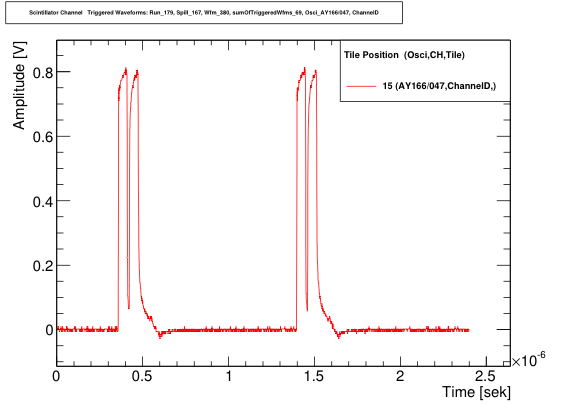 Scintillator Channel Triggered Waveforms: Run_179, Spill_167, Wfm_380, sumOfTriggeredWfms_69, Osci_AY166/047, ChannelD
Amplitude [V]
Tile Position (Osci,CH,Tile)
15 (AY166/047,ChannelD,)
0.8
0.6
0.4
0.2
0
0 0.5 1 1.5 2 2.5
×10-6
Time [sek]